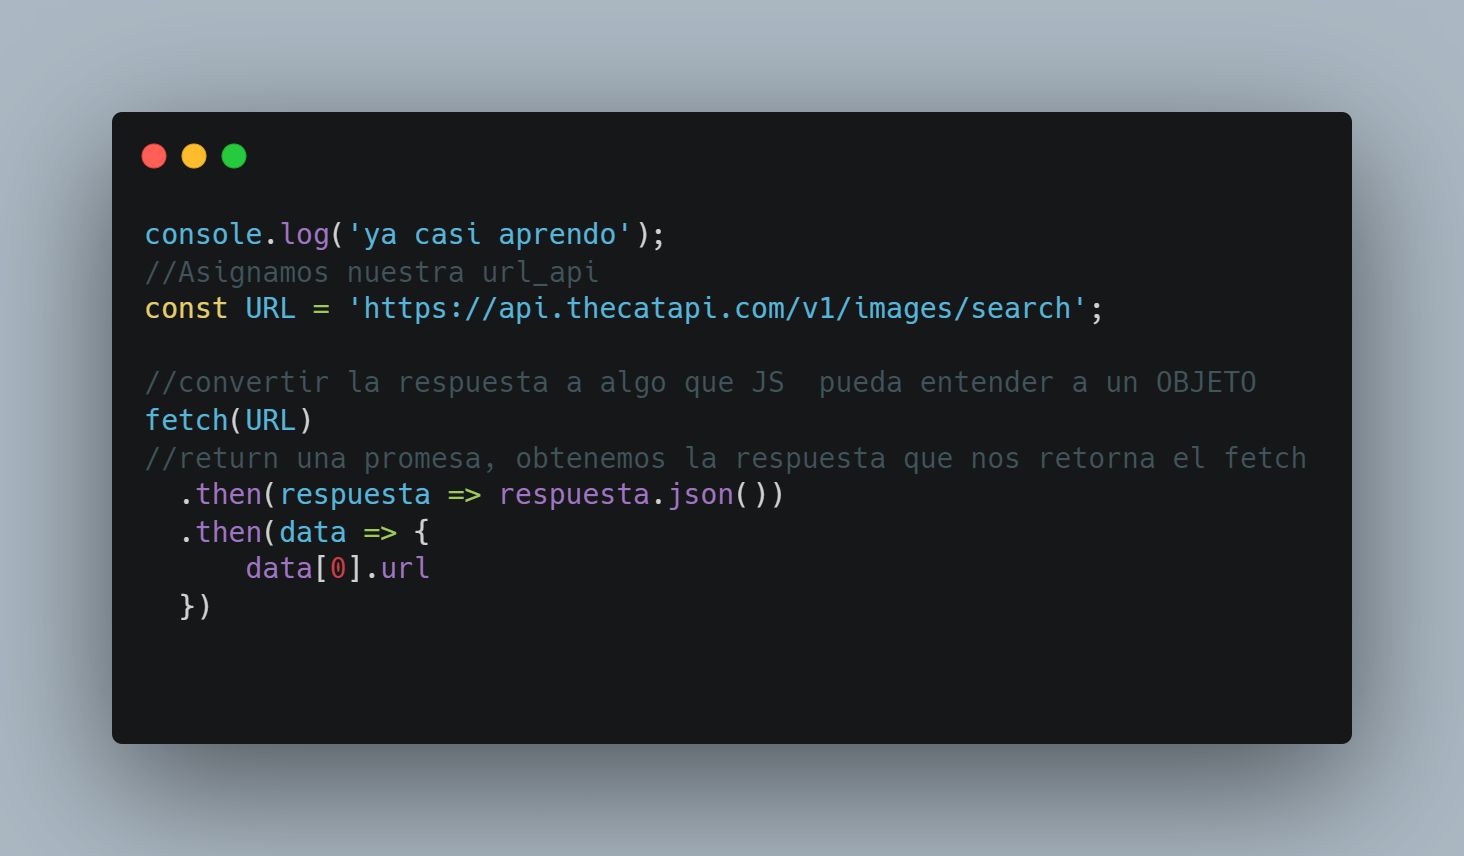 console.log('ya casi aprendo');
//Asignamos nuestra url_api
const URL = 'https://api.thecatapi.com/v1/images/search';
//convertir la respuesta a algo que JS  pueda entender a un OBJETO
fetch(URL)
//return una promesa, obtenemos la respuesta que nos retorna el fetch
  .then(respuesta => respuesta.json())
  .then(data => {
      data[0].url
  })